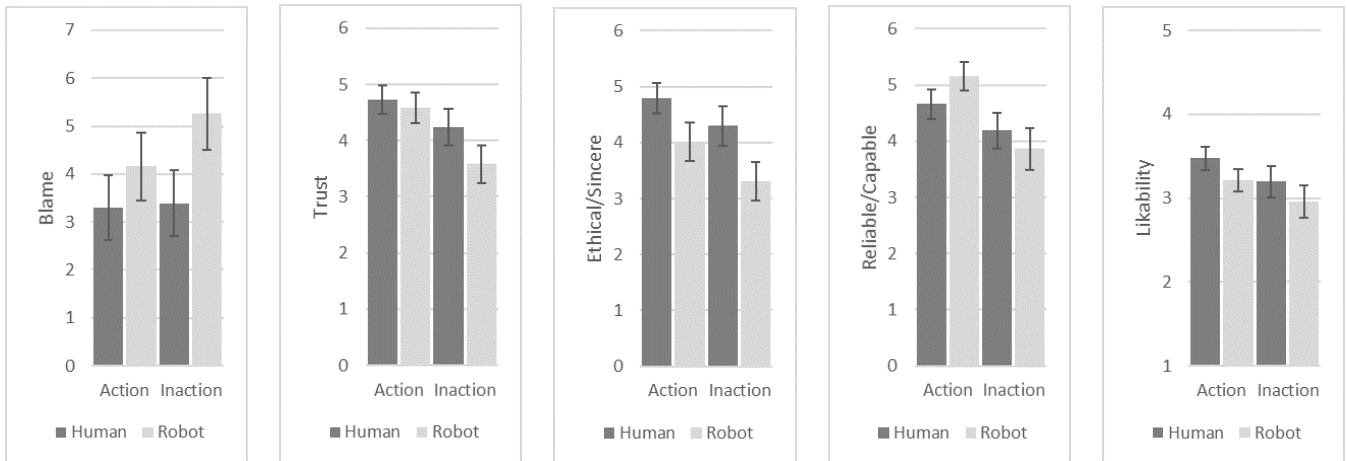 7
6
5
4
3
2
1
0
Blame
Action Inaction
Human Robot
6
5
4
3
2
1
0
Trust
Action Inaction
Human Robot
6
5
4
3
2
1
0
Ethical/Sincere
Action Inaction
Human Robot
6
5
4
3
2
1
0
Reliable/Capable
Action Inaction
Human Robot
5
4
3
2
1
Likability
Action Inaction
Human Robot